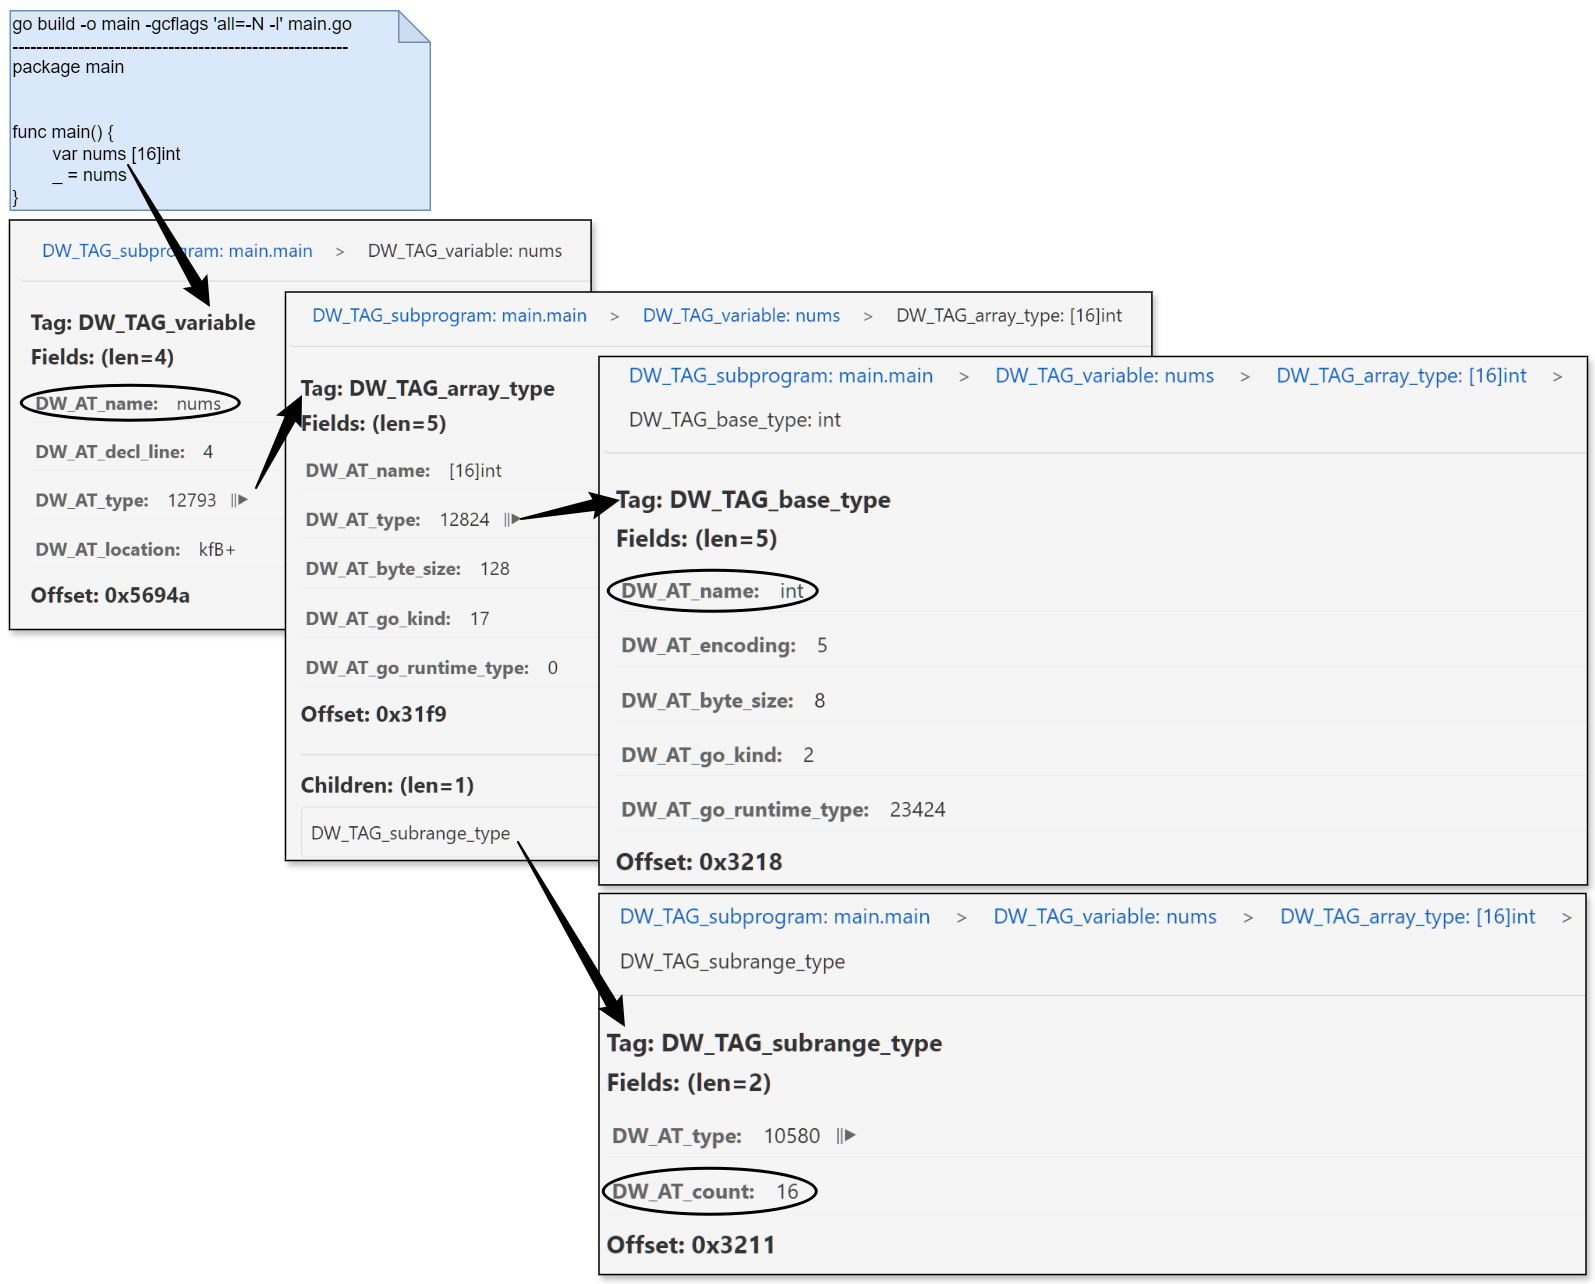 go build -o main -gcflags 'all=-N -l' main.go
--------------------------------------------------------
package main
func main() {
var nums [16]int
_ = nums
}
DW_TAG_subprogram: main.main > DW_TAG_variable: nums
Tag: DW_TAG_variable
Fields: (len=4)
DW_AT_name: nums
DW_AT_decl_line: 4
DW_AT_type: 12793
DW_AT_location: kfB+
Offset: 0x5694a
DW_TAG_subprogram: main.main > DW_TAG_variable: nums > DW_TAG_array_type: [16]int
Tag: DW_TAG_array_type
Fields: (len=5)
DW_AT_name: [16]int
DW_AT_type: 12824
DW_AT_byte_size: 128
DW_AT_go_kind: 17
DW_AT_go_runtime_type: 0
Offset: 0x31f9
Children: (len=1)
DW_TAG_subrange_type
DW_TAG_subprogram: main.main > DW_TAG_variable: nums > DW_TAG_array_type: [16]int >
DW_TAG_base_type: int
Tag: DW_TAG_base_type
Fields: (len=5)
DW_AT_name: int
DW_AT_encoding: 5
DW_AT_byte_size: 8
DW_AT_go_kind: 2
DW_AT_go_runtime_type: 23424
Offset: 0x3218
DW_TAG_subprogram: main.main > DW_TAG_variable: nums > DW_TAG_array_type: [16]int >
DW_TAG_subrange_type
Tag: DW_TAG_subrange_type
Fields: (len=2)
DW_AT_type: 10580
DW_AT_count: 16
Offset: 0x3211